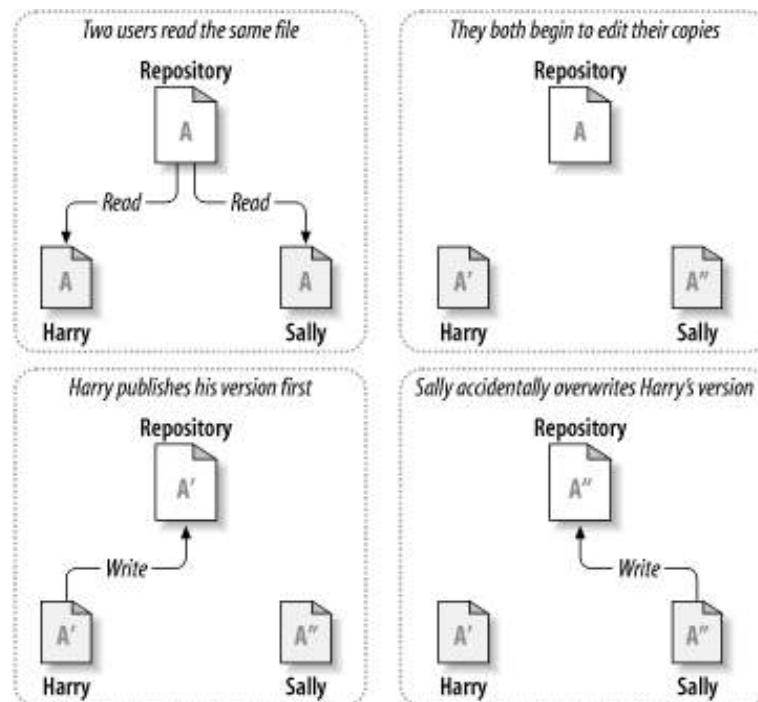 Two users read the same file
Repository
A
Read
Read
A
A
Harry
Sally
They both begin to edit their copies
Repository
A
A'
A"
Harry
Sally
Harry publishes his version first
Repository
A'
Write
A'
A"
Harry
Sally
Sally accidentally overwrites Harry's version
Repository
A"
Write
A'
A"
Harry
Sally